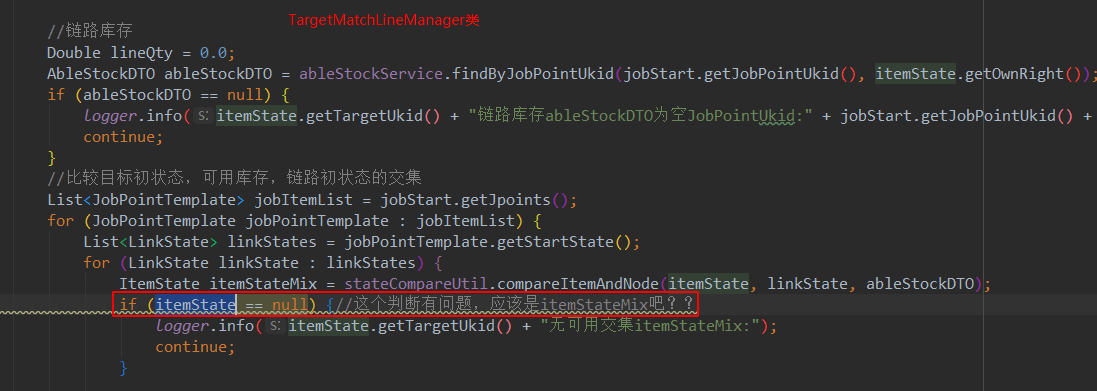 TargetMatchLineManager类
//链路库存
Double lineQty = 0.0;
AbleStockDTO ableStockDTO = ableStockService.findByJobPointUkid(jobStart.getJobPointUkid(), itemState.getOwnRight());
if (ableStockDTO == null) {
logger.info( s: itemState.getTargetUkid() + "链路库存ableStockDTO为空JobPointUkid:" + jobStart.getJobPointUkid() +
continue;
}
//比较目标初状态，可用库存，链路初状态的交集
List<JobPointTemplate> jobItemList = jobStart.getJpoints();
for (JobPointTemplate jobPointTemplate : jobItemList) {
List<LinkState> linkStates = jobPointTemplate.getStartState();
for (LinkState linkState : linkStates) {
ItemState itemStateMix = stateCompareUtil.compareItemAndNode(itemState, linkState, ableStockDTO);
if (itemState == null) {//这个判断有问题，应该是itemStateMix吧？？
logger.info( s: itemState.getTargetUkid() + "无可用交集itemStateMix:");
continue;
}